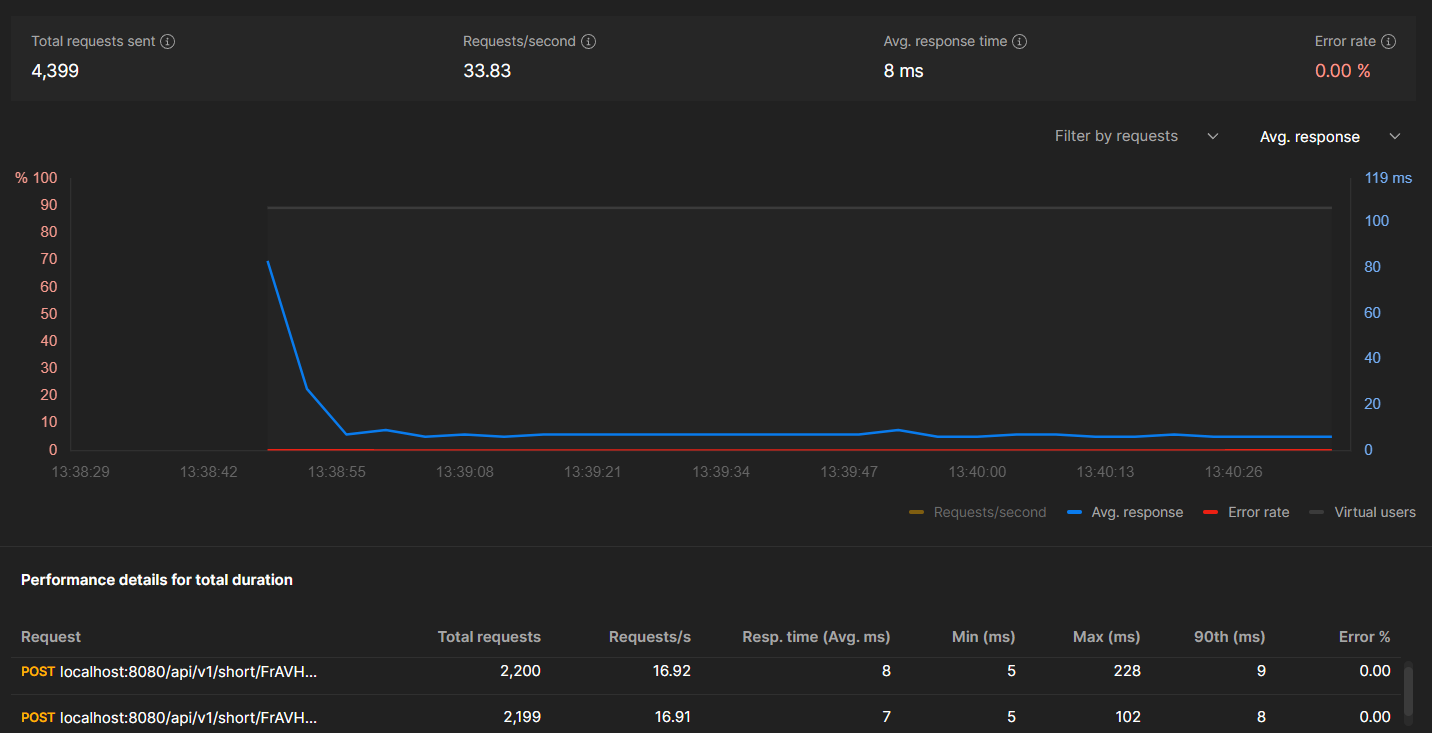 Total requests sent Requests/second Avg. response time Error rate
4,399 33.83 8 ms 0.00 %
Filter by requests Avg. response
% 100 119 ms
90
80 100
70 80
60
50 60
40 40
30
20 20
10
0 0
13:38:29 13:38:42 13:38:55 13:39:08 13:39:21 13:39:34 13:39:47 13:40:00 13:40:13 13:40:26
Requests/second Avg. response Error rate Virtual users
Performance details for total duration
Request Total requests Requests/s Resp. time (Avg. ms) Min (ms) Max (ms) 90th (ms) Error %
POST localhost:8080/api/v1/short/FrAVH... 2,200 16.92 8 5 228 9 0.00
POST localhost:8080/api/v1/short/FrAVH... 2,199 16.91 7 5 102 8 0.00